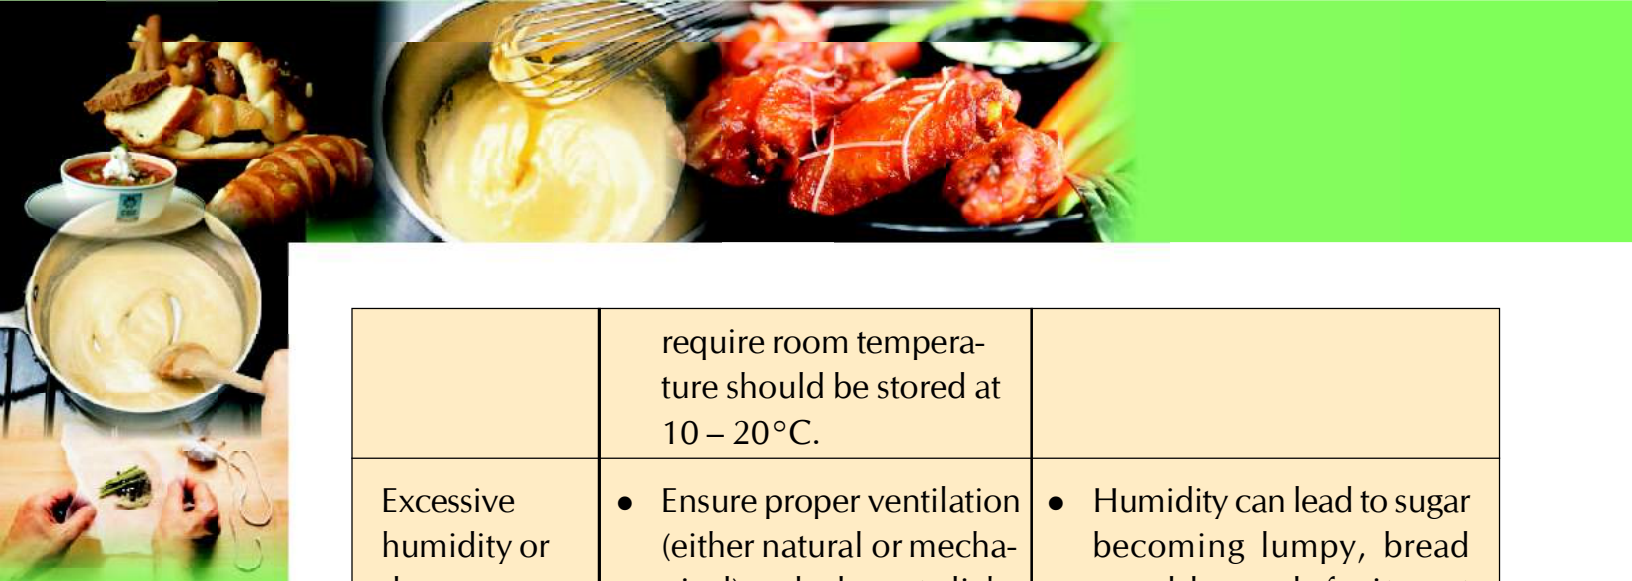 require room tempera-
ture should be stored at
10 – 20°C.
Excessive
humidity or
Ensure proper ventilation
(either natural or mecha-
Humidity can lead to sugar
becoming lumpy, bread